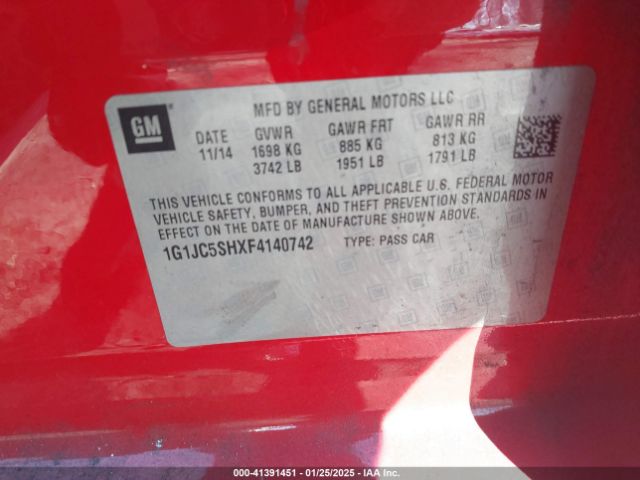 GM
MFD BY GENERAL MOTORS LLC
DATE GVWR GAWR FRT GAWR RR
11/14 1698 KG 885 KG 813 KG
3742 LB 1951 LB 1791 LB
THIS VEHICLE CONFORMS TO ALL APPLICABLE U.S. FEDERAL MOTOR
VEHICLE SAFETY, BUMPER, AND THEFT PREVENTION STANDARDS IN
EFFECT ON THE DATE OF MANUFACTURE SHOWN ABOVE.
1G1JC5SHXF4140742 TYPE: PASS CAR
000-41391451 - 01/25/2025 - IAA Inc.